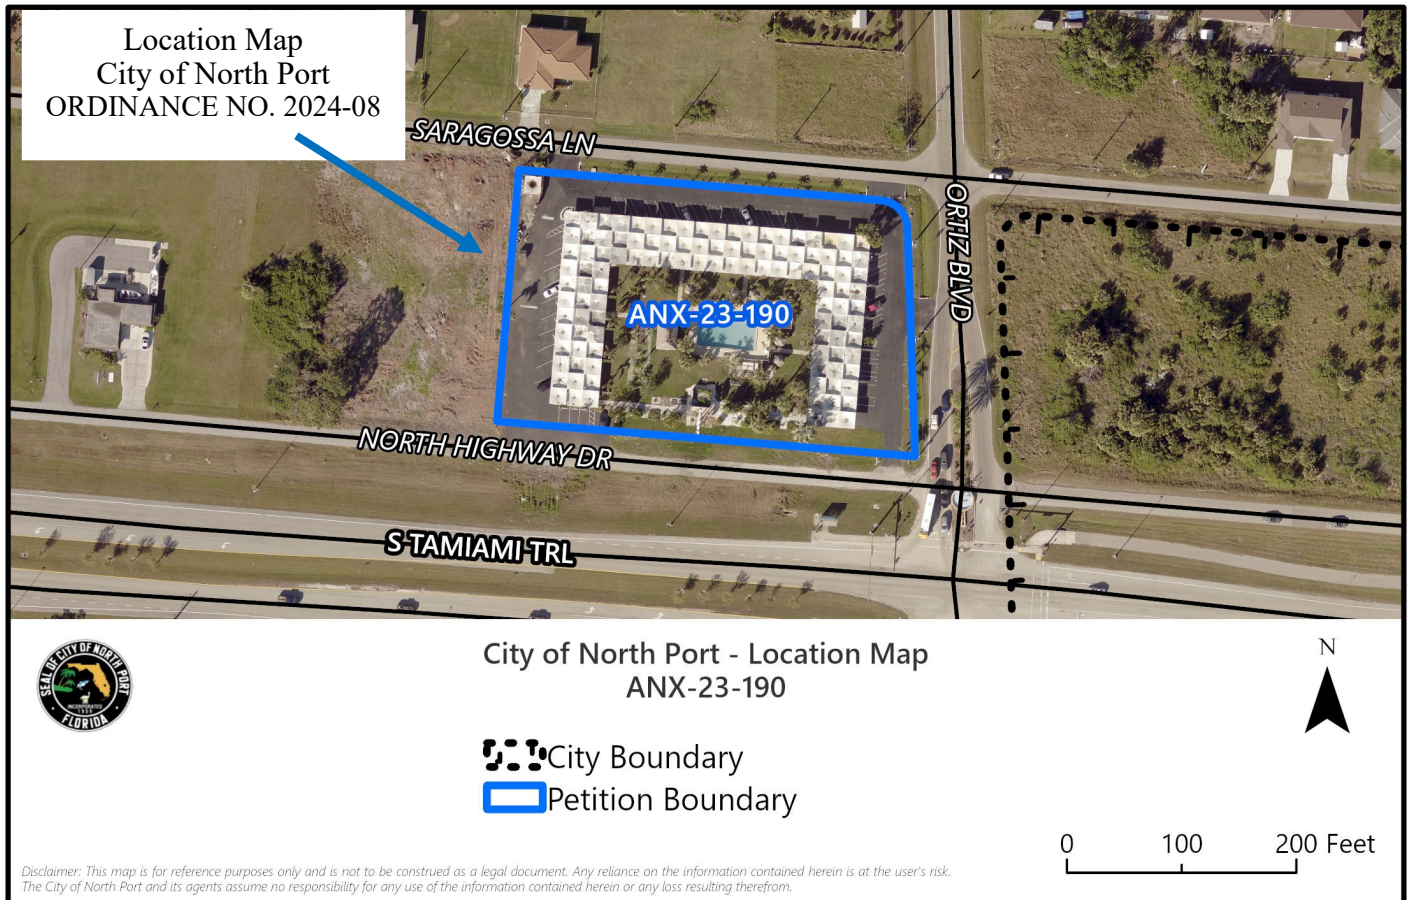 Location Map
City of North Port
ORDINANCE NO. 2024-08
SARAGOSSA LN
ORTIZ BLVD
ANX-23-190
NORTH HIGHWAY DR
S TAMIAMI TRL
SEAL OF CITY OF NORTH PORT
INCORPORATED
1959
FLORIDA
City of North Port - Location Map
ANX-23-190
N
City Boundary
Petition Boundary
0 100 200 Feet
Disclaimer: This map is for reference purposes only and is not to be construed as a legal document. Any reliance on the information contained herein is at the user's risk.
The City of North Port and its agents assume no responsibility for any use of the information contained herein or any loss resulting therefrom.